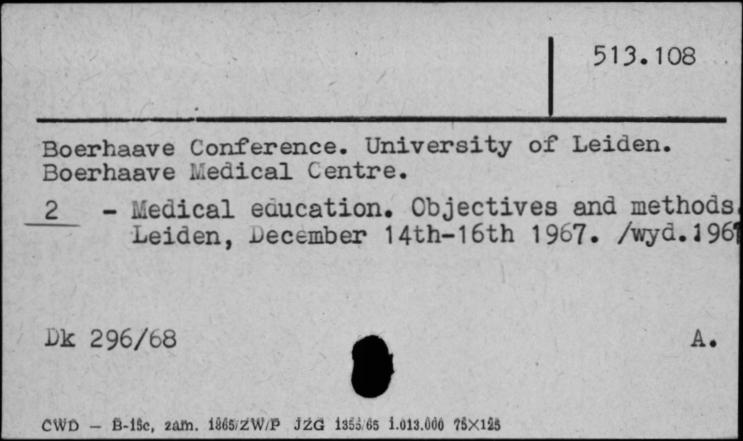 513.108
Boerhaave Conference. University of Leiden.
Boerhaave Medical Centre.
2 - Medical education. Objectives and methods.
Leiden, December 14th-16th 1967. /wyd.1967
Dk 296/68 A.
CWD — B-15c, zam. 1865/ZW/P JZG 1355/65 1.013.000 75×125